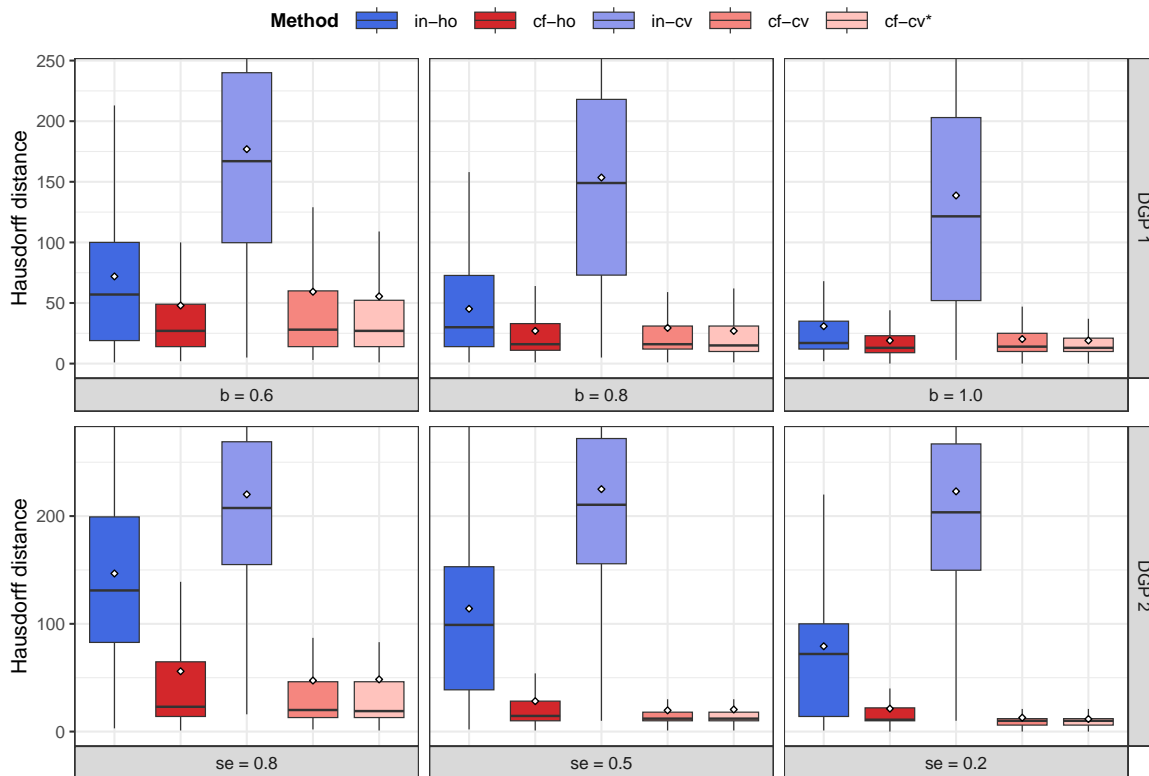 Method in−ho cf−ho in−cv cf−cv cf−cv*
Hausdorff distance
250
200
150
100
50
0
DGP 1
b = 0.6 b = 0.8 b = 1.0
Hausdorff distance
200
100
0
DGP 2
se = 0.8 se = 0.5 se = 0.2